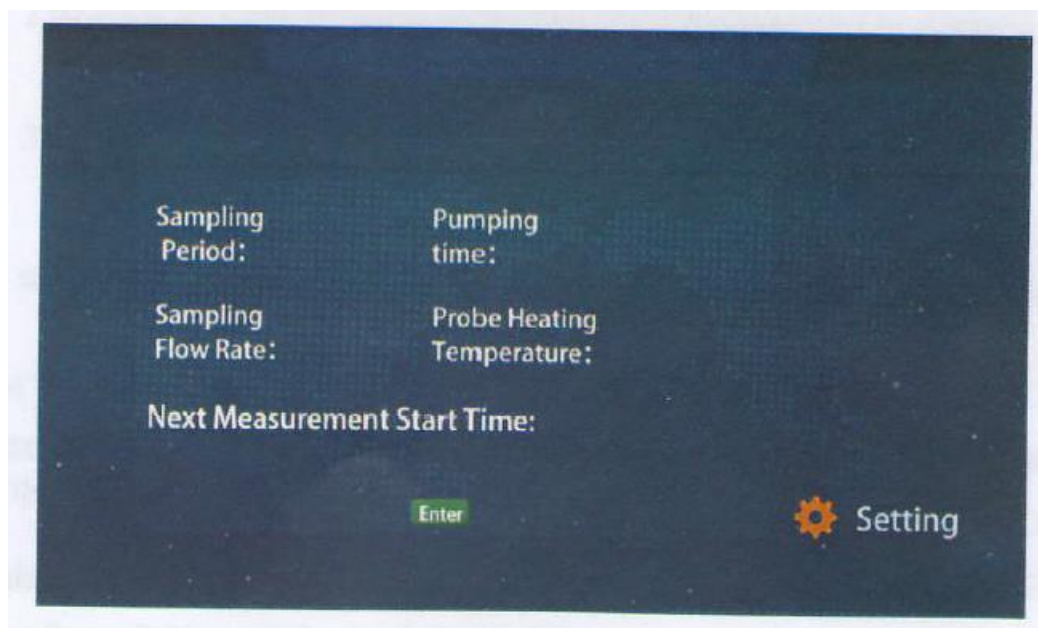 Sampling Period:
Pumping time:
Sampling Flow Rate:
Probe Heating Temperature:
Next Measurement Start Time:
Enter
Setting